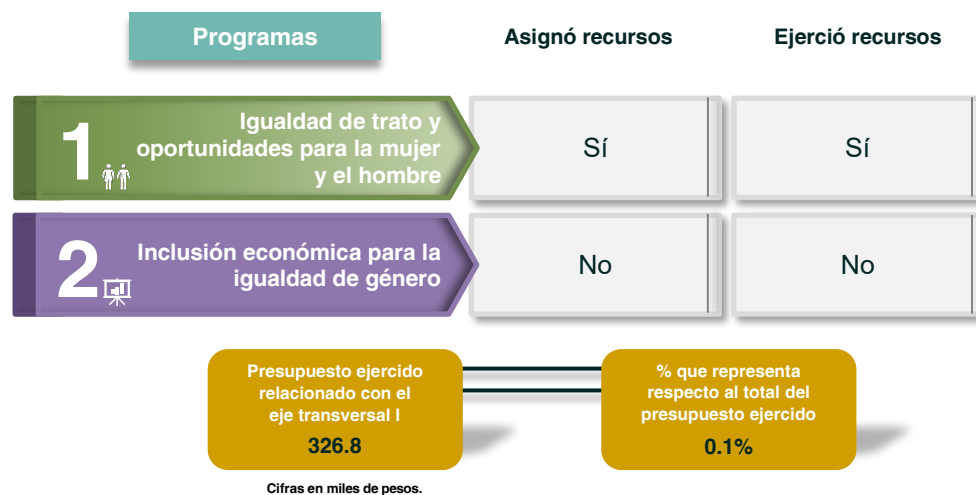 Programas
Asignó recursos
Ejerció recursos
1
Igualdad de trato y
oportunidades para la mujer
y el hombre
Sí
Sí
2
Inclusión económica para la
igualdad de género
No
No
Presupuesto ejercido
relacionado con el
eje transversal I
326.8
% que representa
respecto al total del
presupuesto ejercido
0.1%
Cifras en miles de pesos.